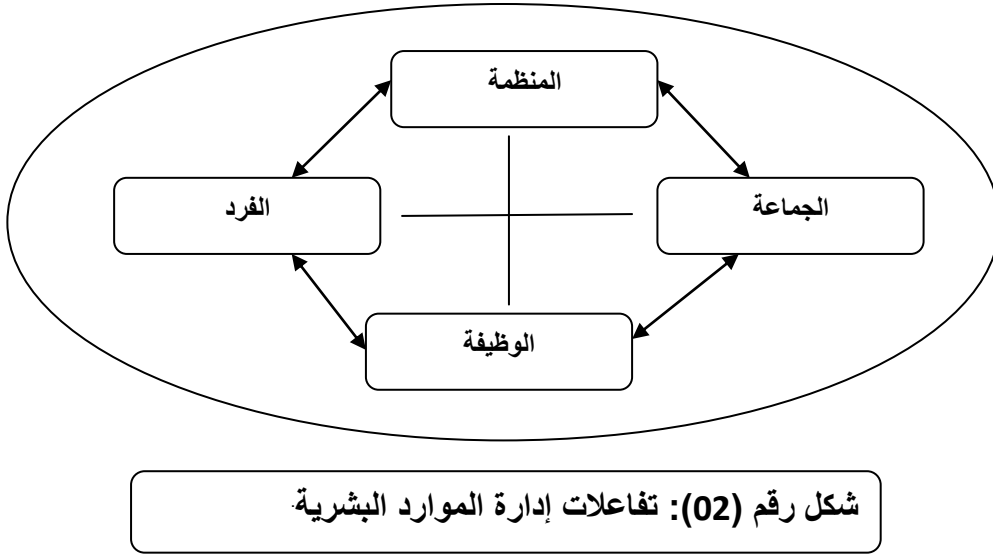 المنظمة
الجماعة
الفرد
الوظيفة
شكل رقم (02): تفاعلات إدارة الموارد البشرية